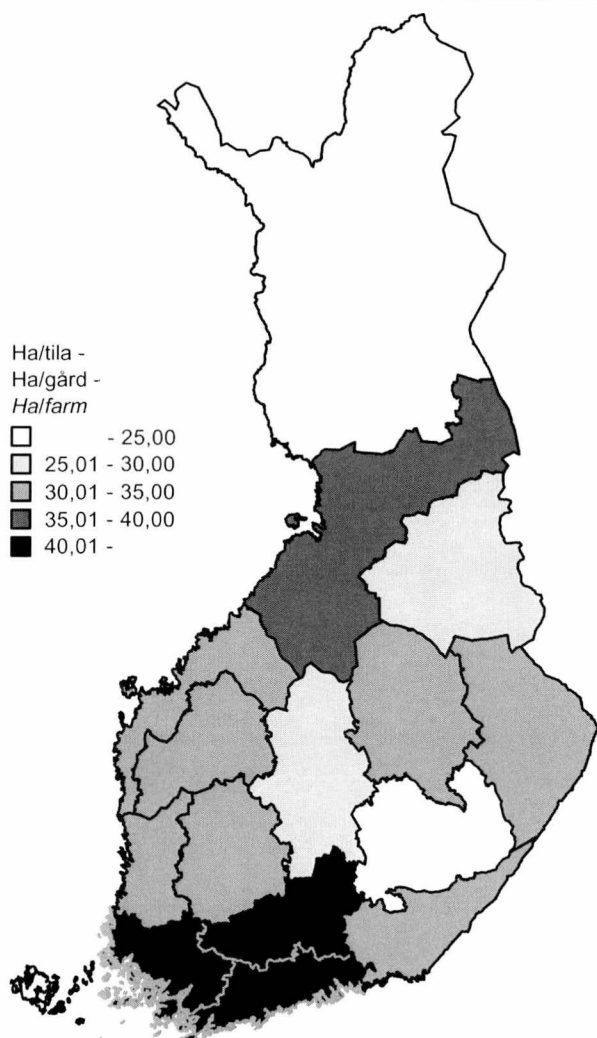 Ha/tila -
Ha/gård -
Ha/farm
- 25,00
25,01 - 30,00
30,01 - 35,00
35,01 - 40,00
40,01 -